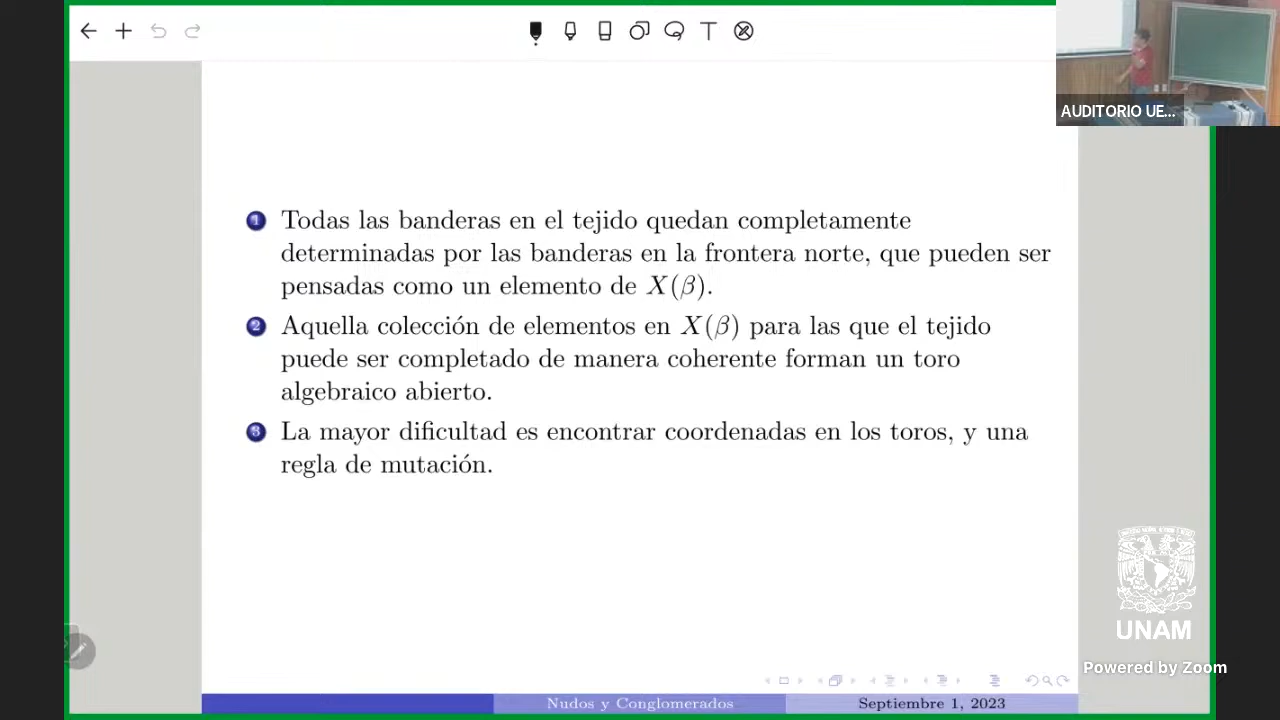 AUDITORIO UE...
1 Todas las banderas en el tejido quedan completamente
determinadas por las banderas en la frontera norte, que pueden ser
pensadas como un elemento de X(β).
2 Aquella colección de elementos en X(β) para las que el tejido
puede ser completado de manera coherente forman un toro
algebraico abierto.
3 La mayor dificultad es encontrar coordenadas en los toros, y una
regla de mutación.
UNAM
Powered by Zoom
Nudos y Conglomerados
Septiembre 1, 2023